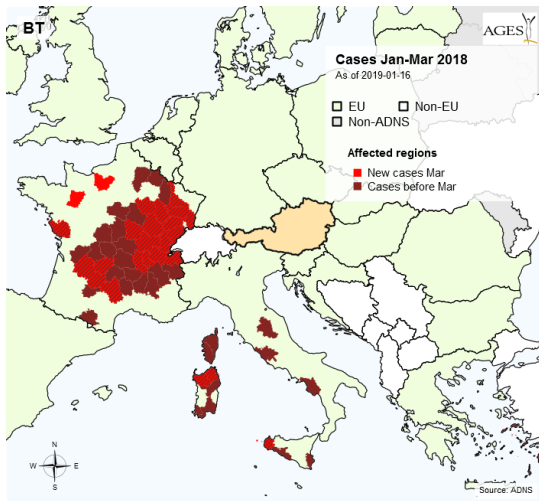 BT
AGES
Cases Jan-Mar 2018
As of 2019-01-16
EU
Non-EU
Non-ADNS
Affected regions
New cases Mar
Cases before Mar
N
W
E
S
Source: ADNS